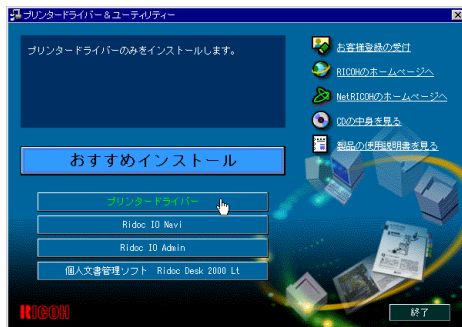 プリンタードライバー＆ユーティリティー
プリンタードライバーのみをインストールします。
お客様登録の受付
RICOHのホームページへ
NetRICOHのホームページへ
CDの中身を見る
製品の使用説明書を見る
おすすめインストール
プリンタードライバー
Ridoc IO Navi
Ridoc IO Admin
個人文書管理ソフト Ridoc Desk 2000 Lt
RICOH
終了